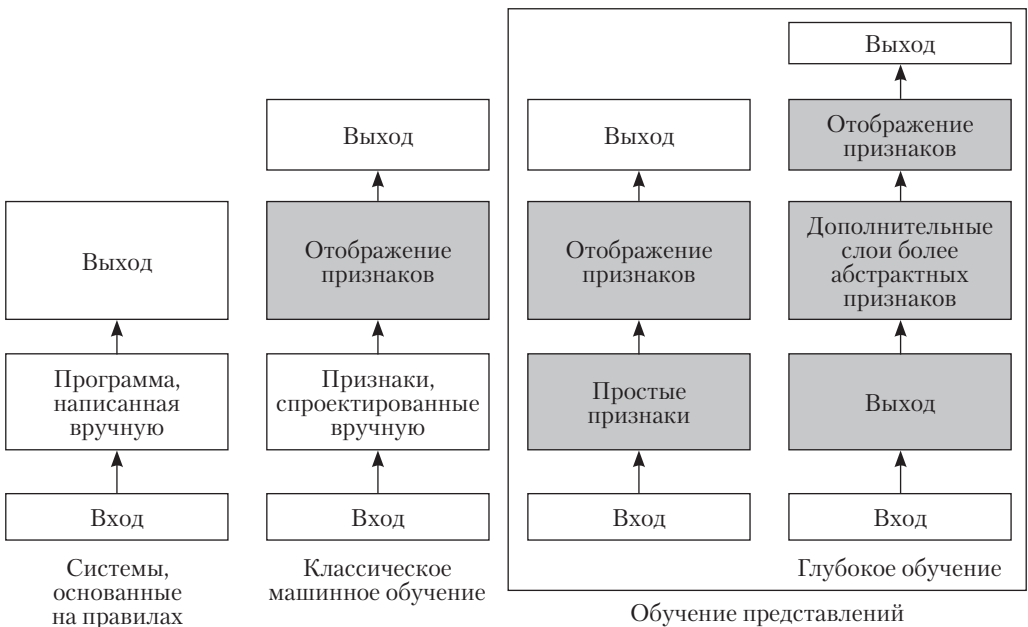 Выход
Отображение
признаков
Дополнительные
слои более
абстрактных
признаков
Выход
Вход
Глубокое обучение
Выход
Отображение
признаков
Простые
признаки
Вход
Обучение представлений
Выход
Отображение
признаков
Признаки,
спроектированные
вручную
Вход
Классическое
машинное обучение
Выход
Программа,
написанная
вручную
Вход
Системы,
основанные
на правилах